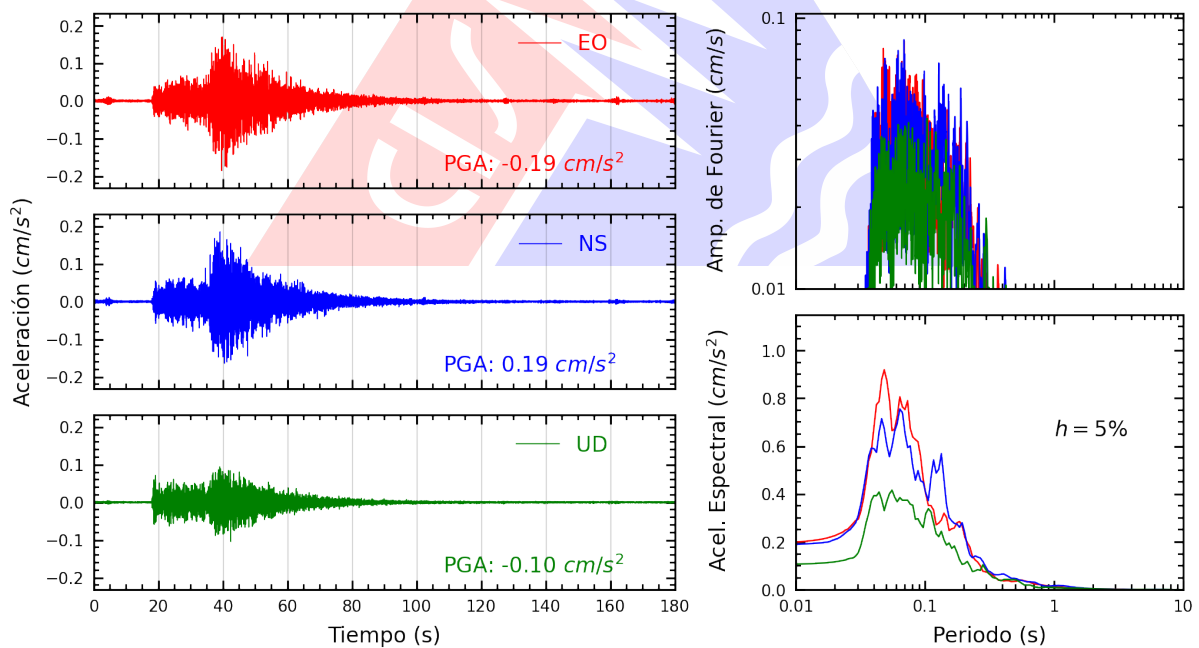 Aceleración (cm/s²)
0.2
0.1
0.0
−0.1
−0.2
EO
PGA: -0.19 cm/s²
0.2
0.1
0.0
−0.1
−0.2
NS
PGA: 0.19 cm/s²
0.2
0.1
0.0
−0.1
−0.2
UD
PGA: -0.10 cm/s²
0 20 40 60 80 100 120 140 160 180
Tiempo (s)
Amp. de Fourier (cm/s)
0.1
0.01
Acel. Espectral (cm/s²)
1.0
0.8
0.6
0.4
0.2
0.0
h = 5%
0.01 0.1 1 10
Periodo (s)